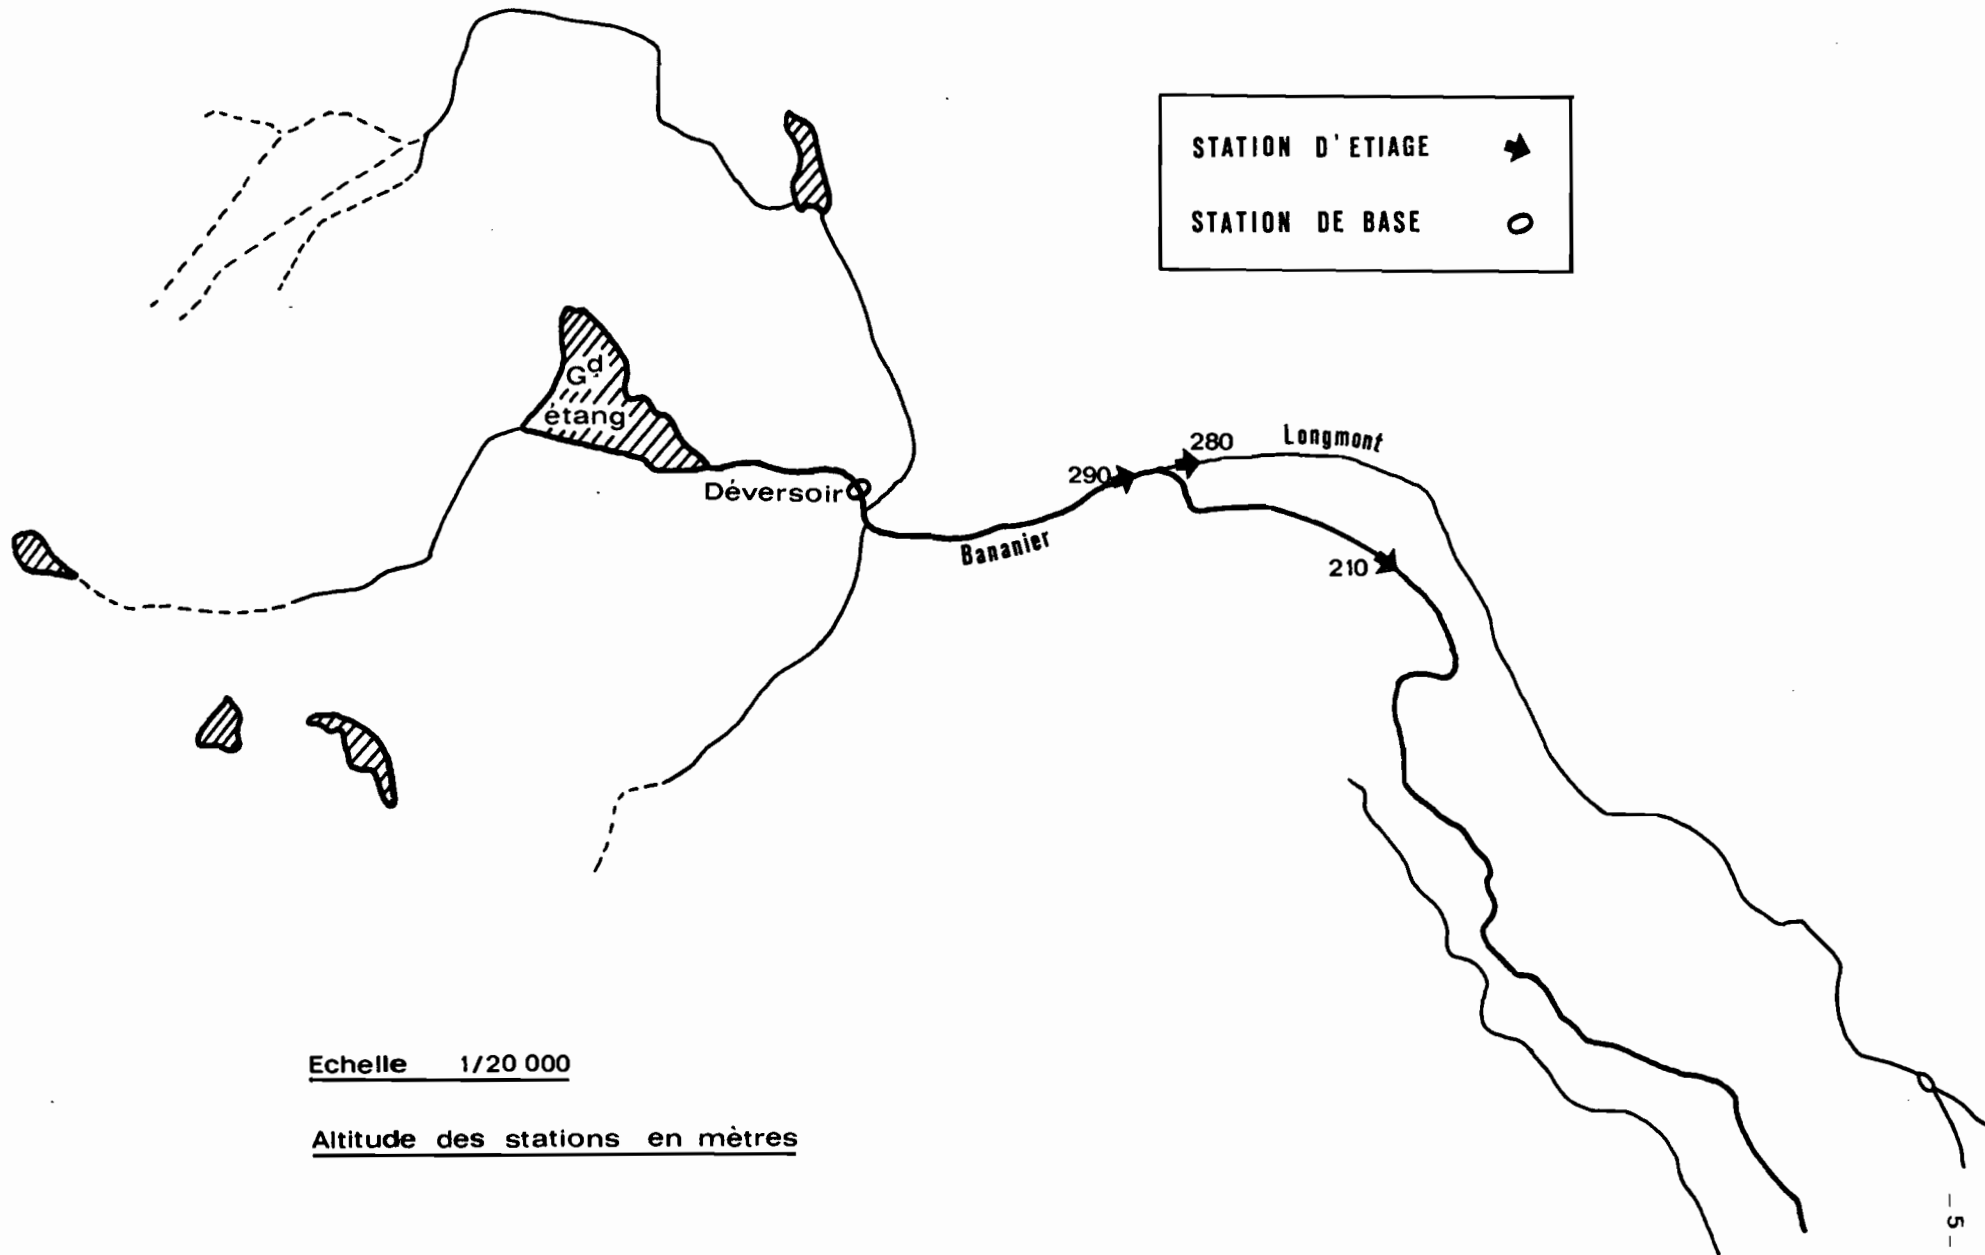 STATION D'ETIAGE
STATION DE BASE
Gd
étang
Déversoir
Bananier
290
280
Longmont
210
Echelle 1/20 000
Altitude des stations en mètres
- 5 -